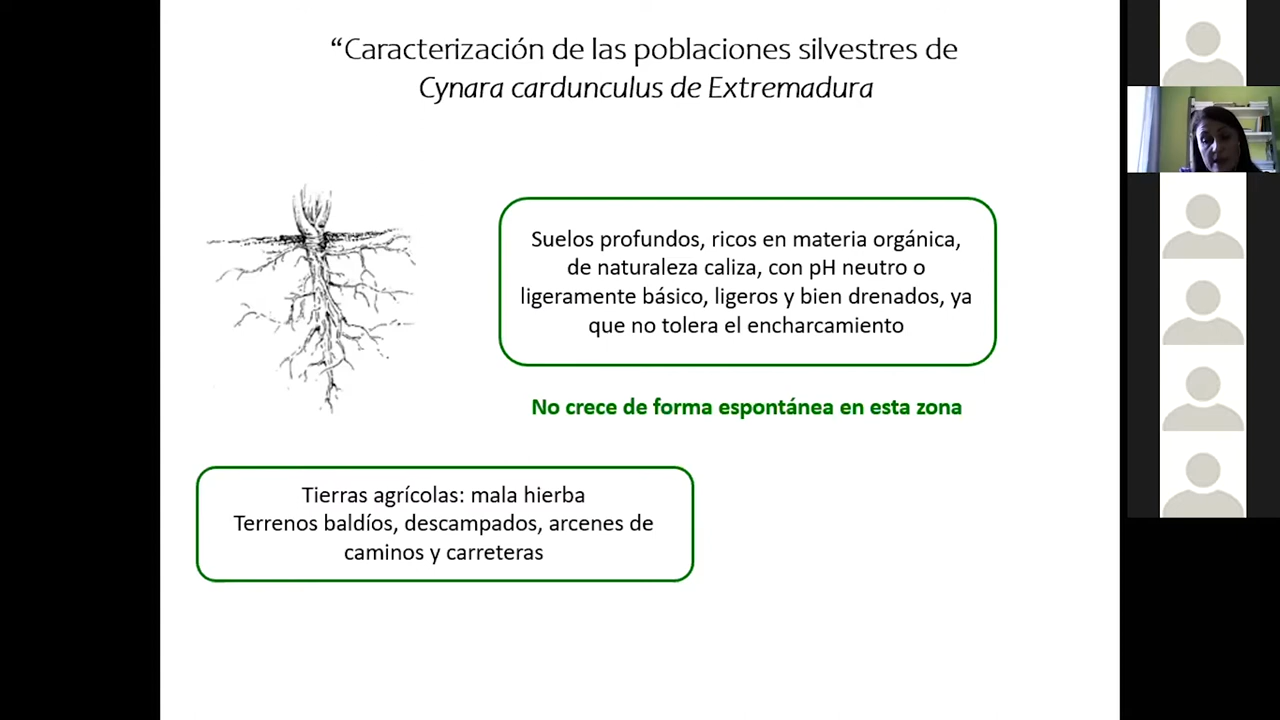 “Caracterización de las poblaciones silvestres de
Cynara cardunculus de Extremadura
Suelos profundos, ricos en materia orgánica,
de naturaleza caliza, con pH neutro o
ligeramente básico, ligeros y bien drenados, ya
que no tolera el encharcamiento
No crece de forma espontánea en esta zona
Tierras agrícolas: mala hierba
Terrenos baldíos, descampados, arcenes de
caminos y carreteras